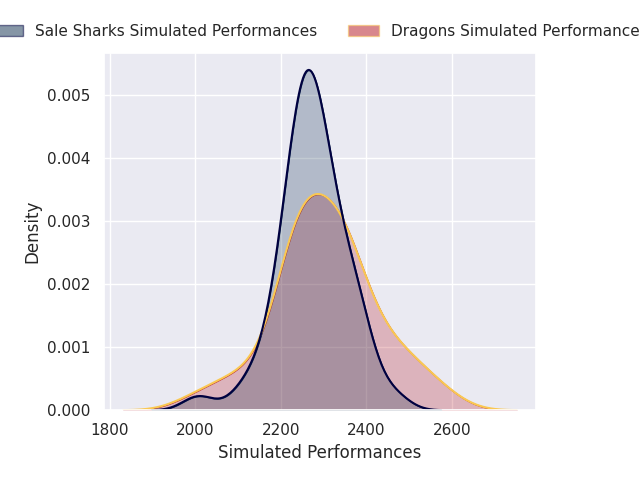 Sale Sharks Simulated Performances Dragons Simulated Performance
0.005
0.004
0.003
0.002
0.001
0.000
Density
1800 2000 2200 2400 2600
Simulated Performances